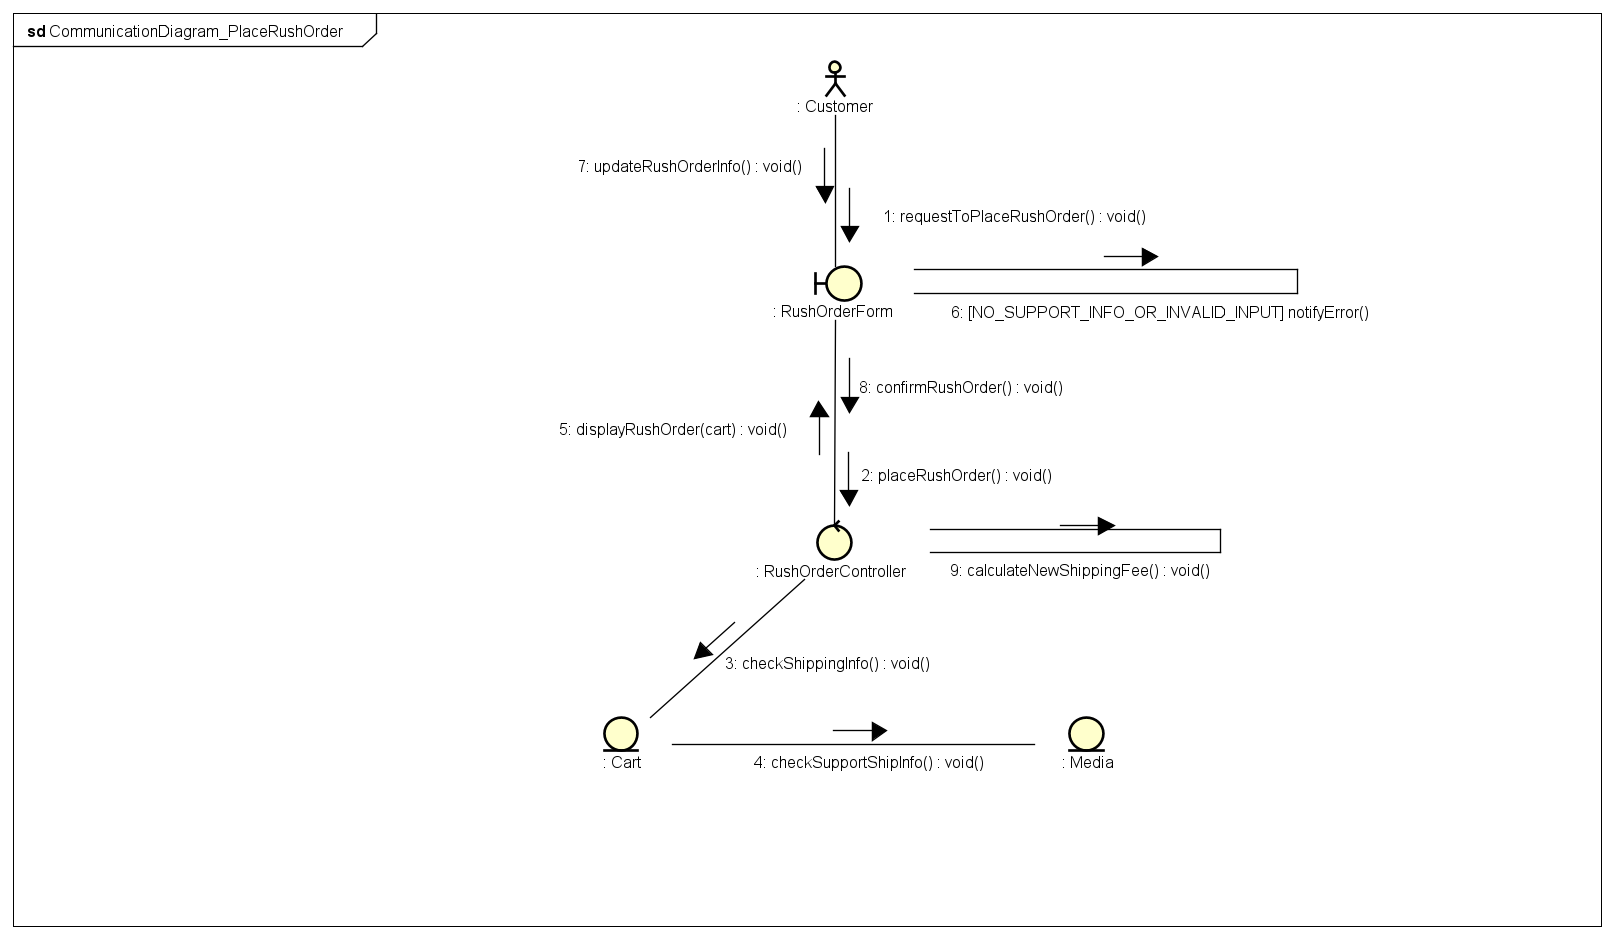 sd CommunicationDiagram_PlaceRushOrder
: Customer
7: updateRushOrderInfo() : void()
1: requestToPlaceRushOrder() : void()
: RushOrderForm
6: [NO_SUPPORT_INFO_OR_INVALID_INPUT] notifyError()
8: confirmRushOrder() : void()
5: displayRushOrder(cart) : void()
2: placeRushOrder() : void()
: RushOrderController
9: calculateNewShippingFee() : void()
3: checkShippingInfo() : void()
: Cart
4: checkSupportShipInfo() : void()
: Media